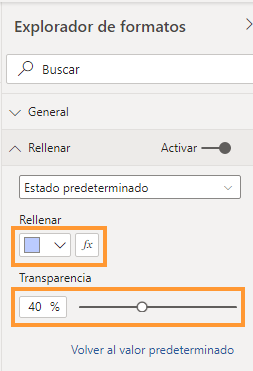 Explorador de formatos
Buscar
General
Rellenar Activar
Estado predeterminado
Rellenar
fx
Transparencia
40 %
Volver al valor predeterminado